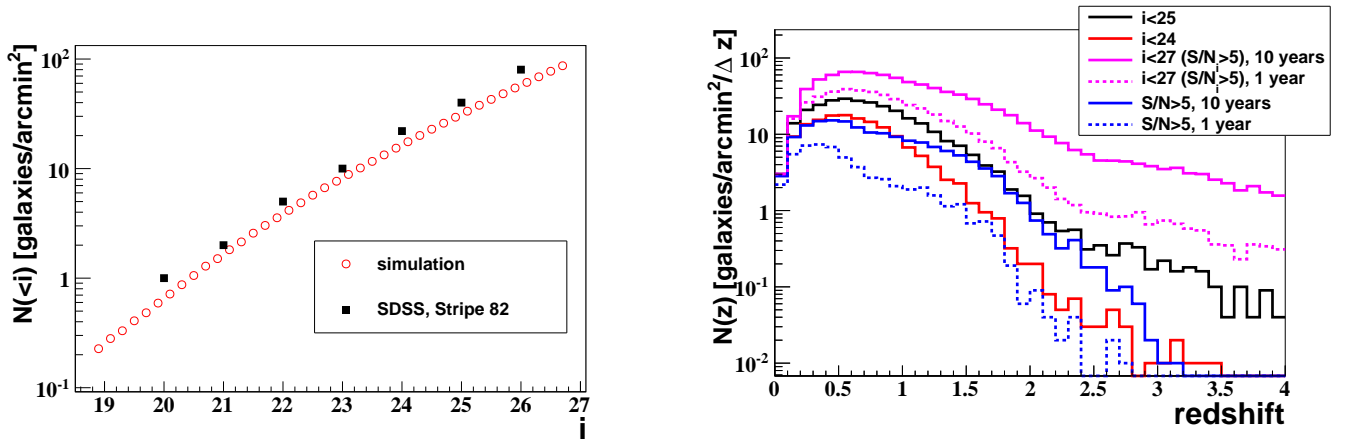 N(<i) [galaxies/arcmin²]
10²
10
1
10⁻¹
simulation
SDSS, Stripe 82
19 20 21 22 23 24 25 26 27
i
i<25
i<24
i<27 (S/N_i>5), 10 years
i<27 (S/N_i>5), 1 year
S/N>5, 10 years
S/N>5, 1 year
N(z) [galaxies/arcmin²/Δ z]
10²
10
1
10⁻¹
10⁻²
0 0.5 1 1.5 2 2.5 3 3.5 4
redshift